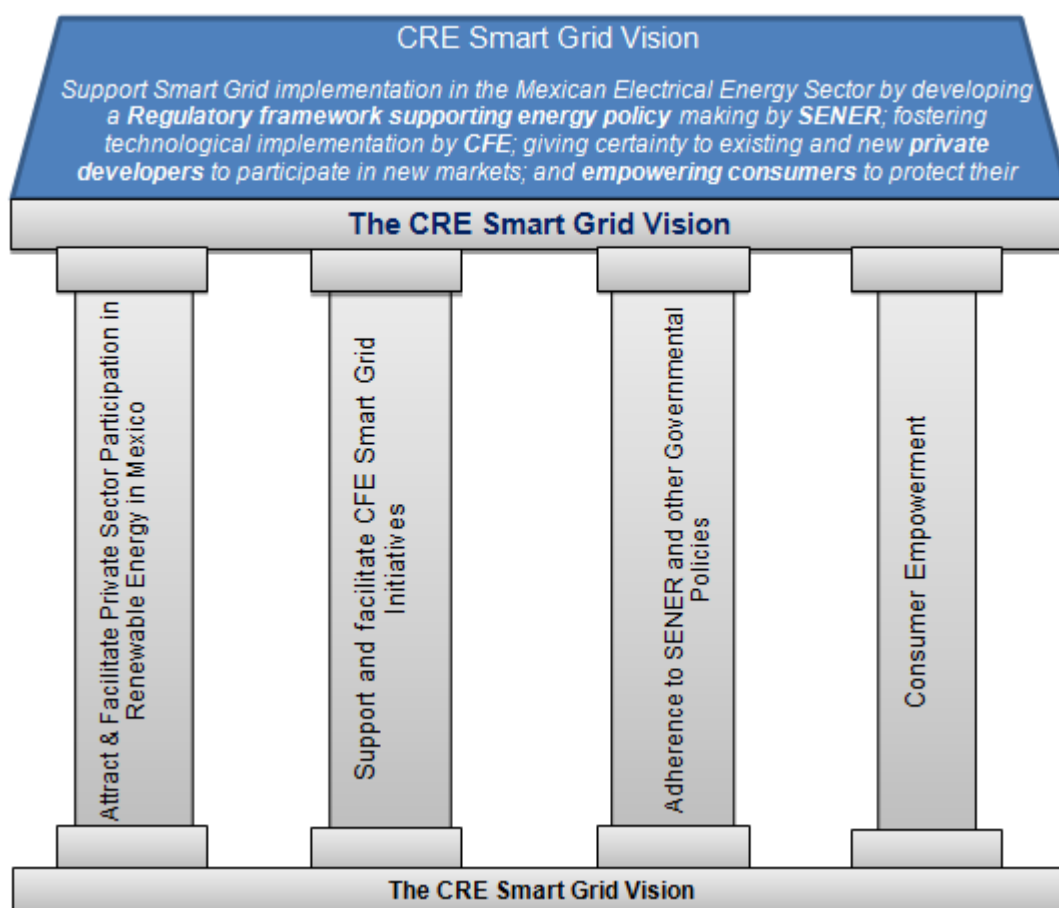 CRE Smart Grid Vision
Support Smart Grid implementation in the Mexican Electrical Energy Sector by developing
a Regulatory framework supporting energy policy making by SENER; fostering
technological implementation by CFE; giving certainty to existing and new private
developers to participate in new markets; and empowering consumers to protect their
The CRE Smart Grid Vision
Attract & Facilitate Private Sector Participation in
Renewable Energy in Mexico
Support and facilitate CFE Smart Grid
Initiatives
Adherence to SENER and other Governmental
Policies
Consumer Empowerment
The CRE Smart Grid Vision